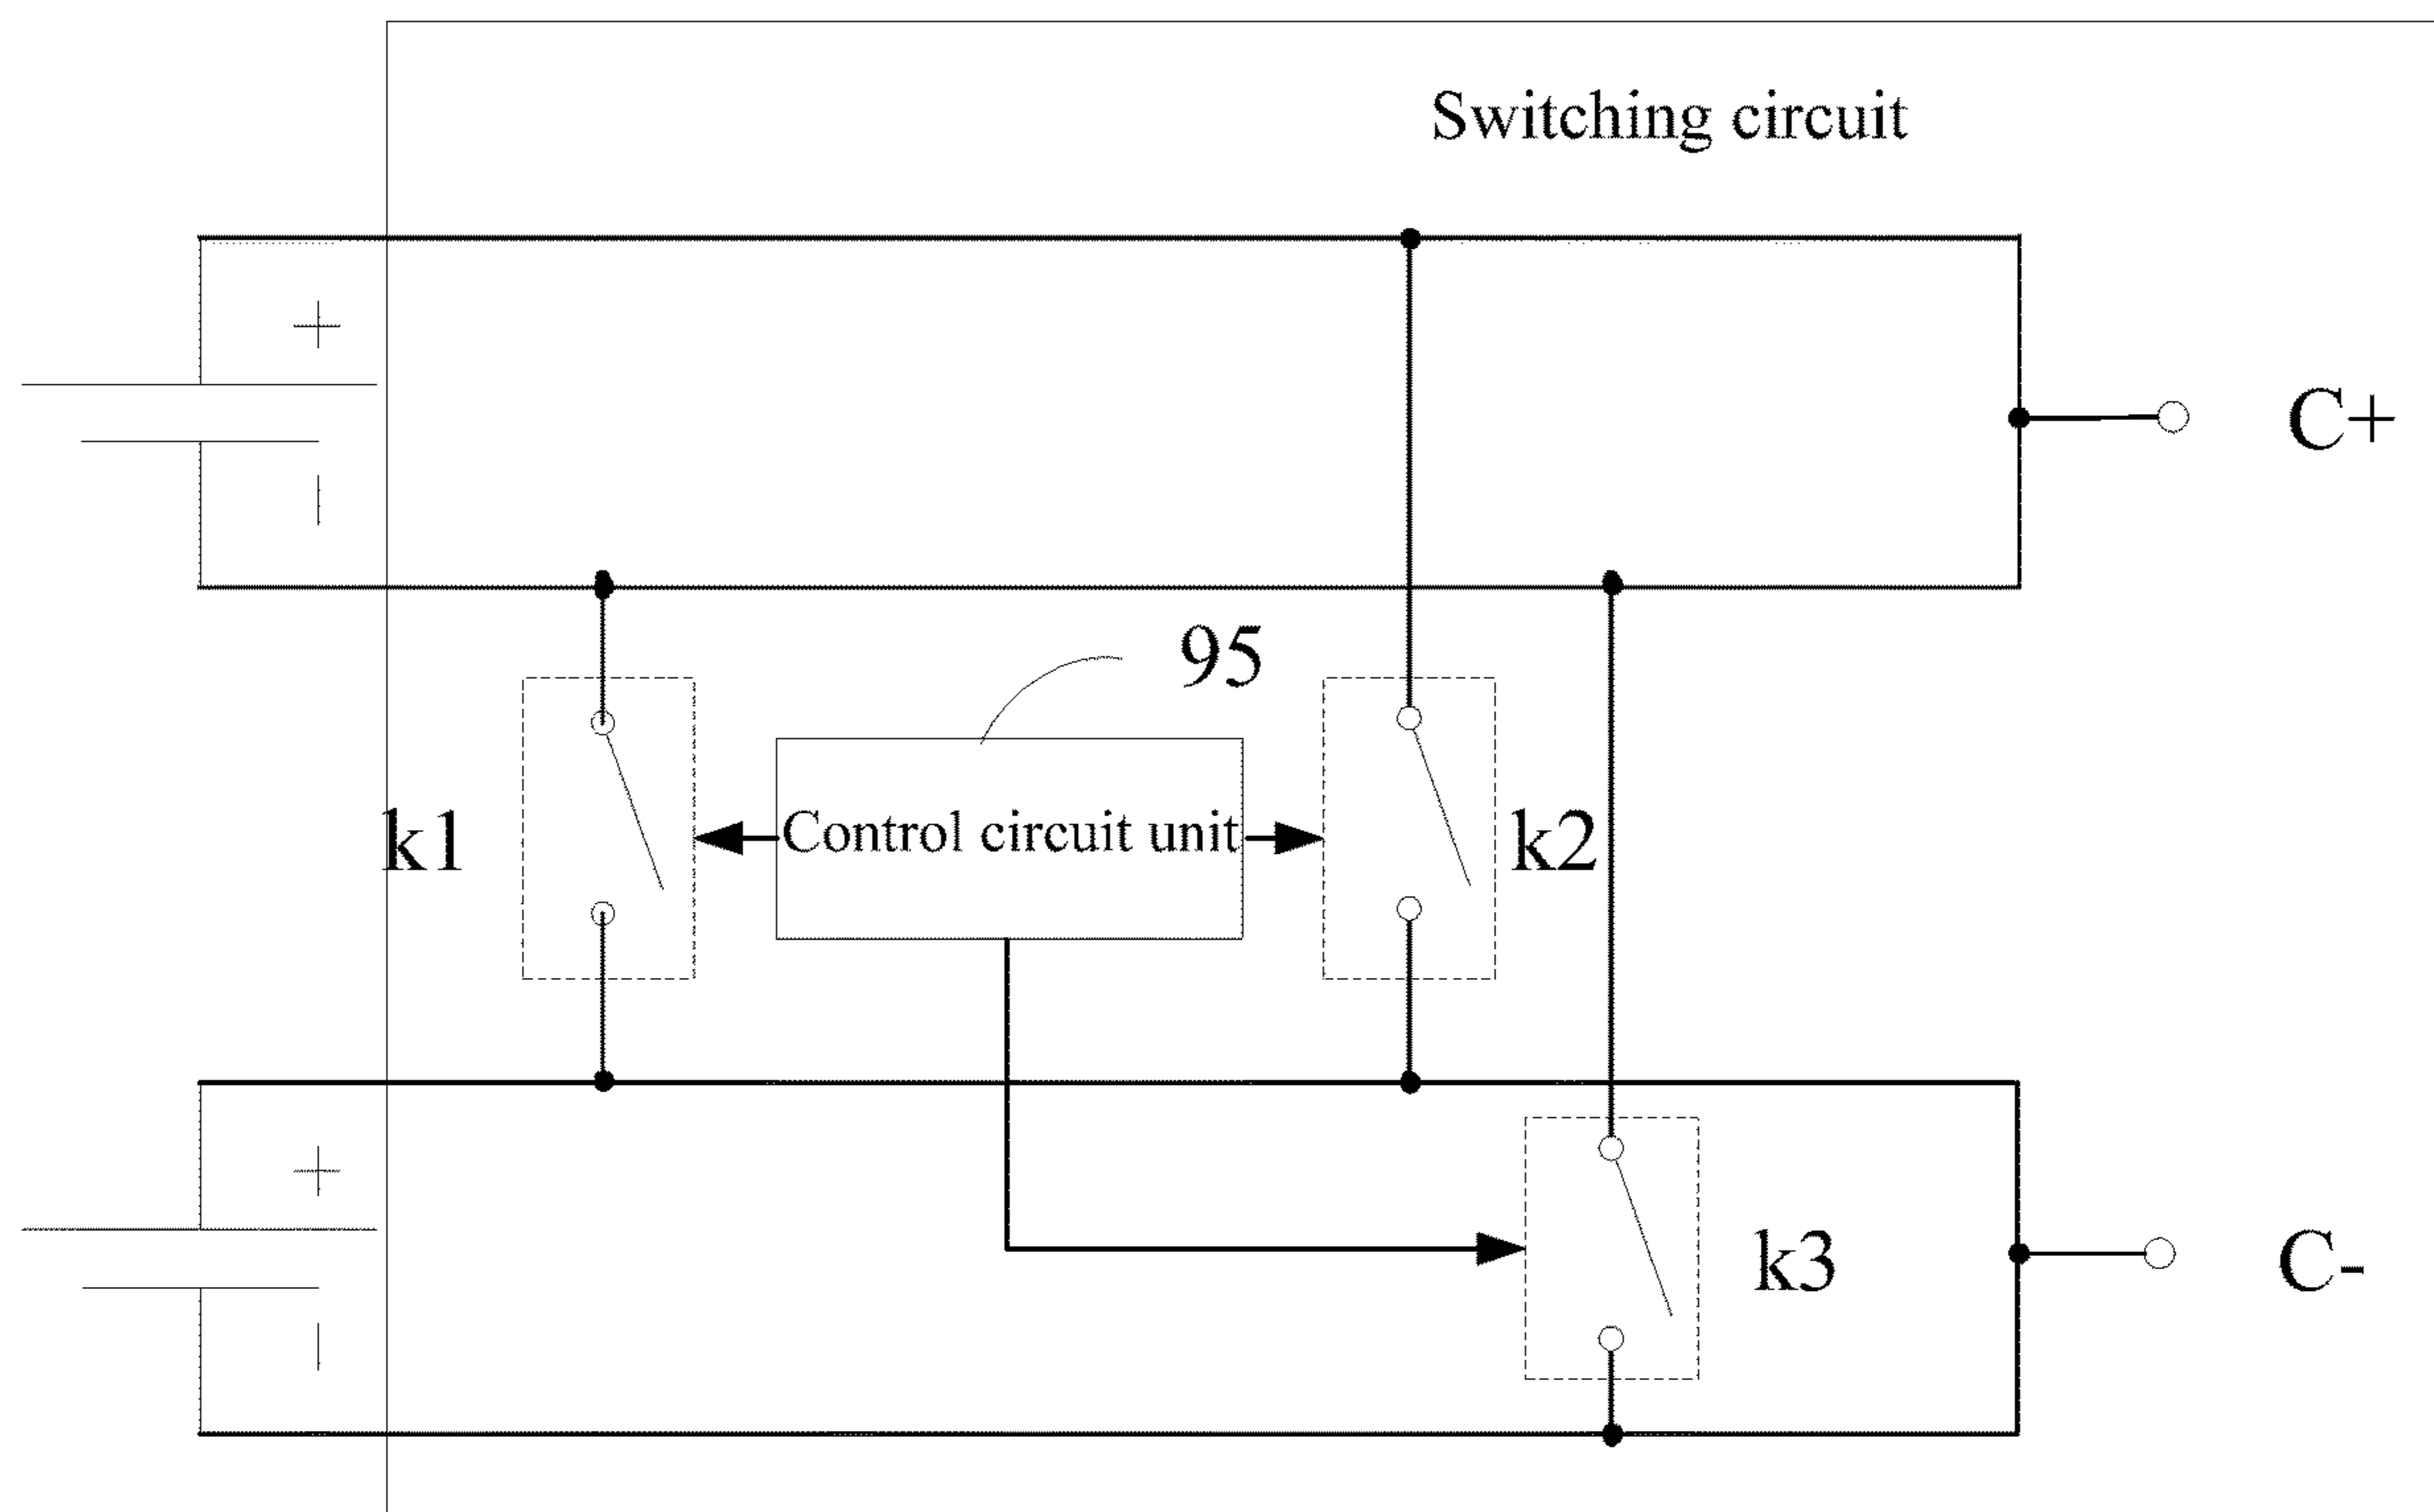 Switching circuit
+
C+
95
k1
Control circuit unit
k2
+
k3
C-